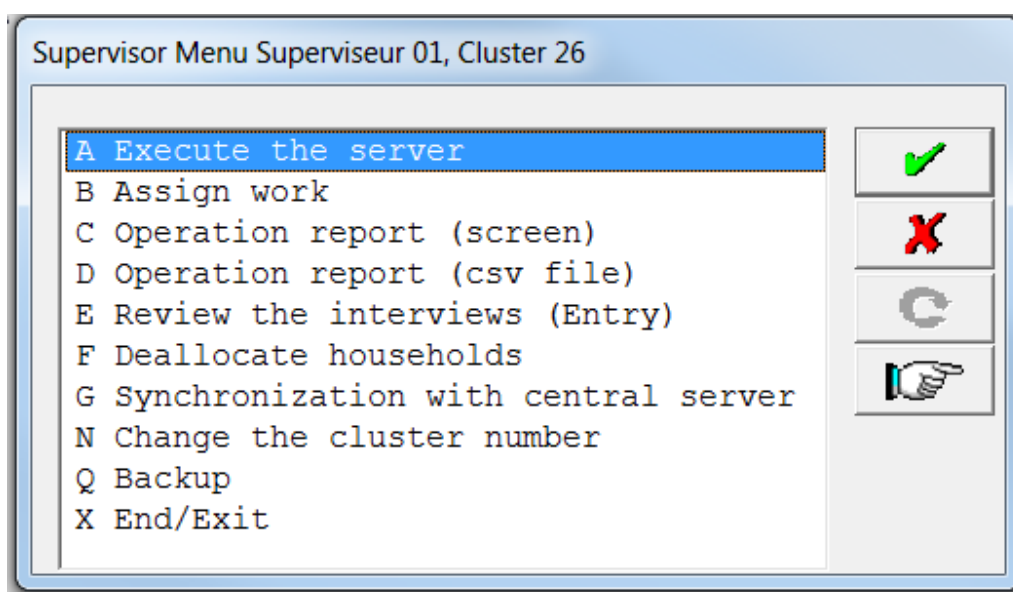 Supervisor Menu Superviseur 01, Cluster 26
A Execute the server
B Assign work
C Operation report (screen)
D Operation report (csv file)
E Review the interviews (Entry)
F Deallocate households
G Synchronization with central server
N Change the cluster number
Q Backup
X End/Exit